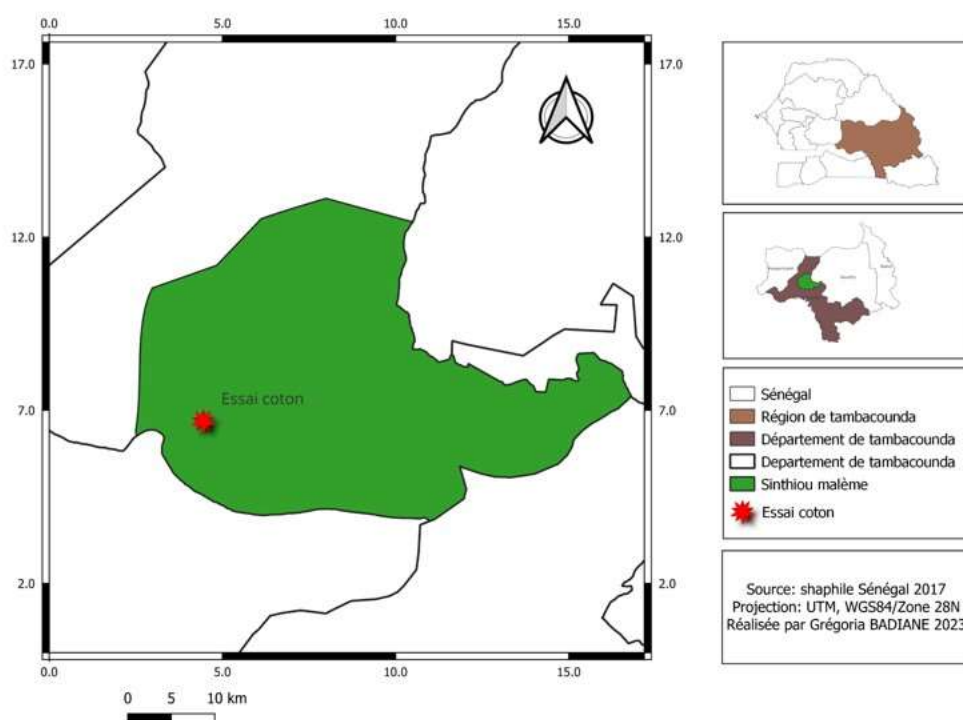 5.0 10.0
0.0 15.0
17.0 17.0
12.0 12.0
Essai coton
7.0 7.0
2.0 2.0
0.0 5.0 10.0 15.0
0 5 10 km
Sénégal
Région de tambacounda
Département de tambacounda
Departement de tambacounda
Sinthiou malème
Essai coton
Source: shaphile Sénégal 2017
Projection: UTM, WGS84/Zone 28N
Réalisée par Grégoria BADIANE 2023